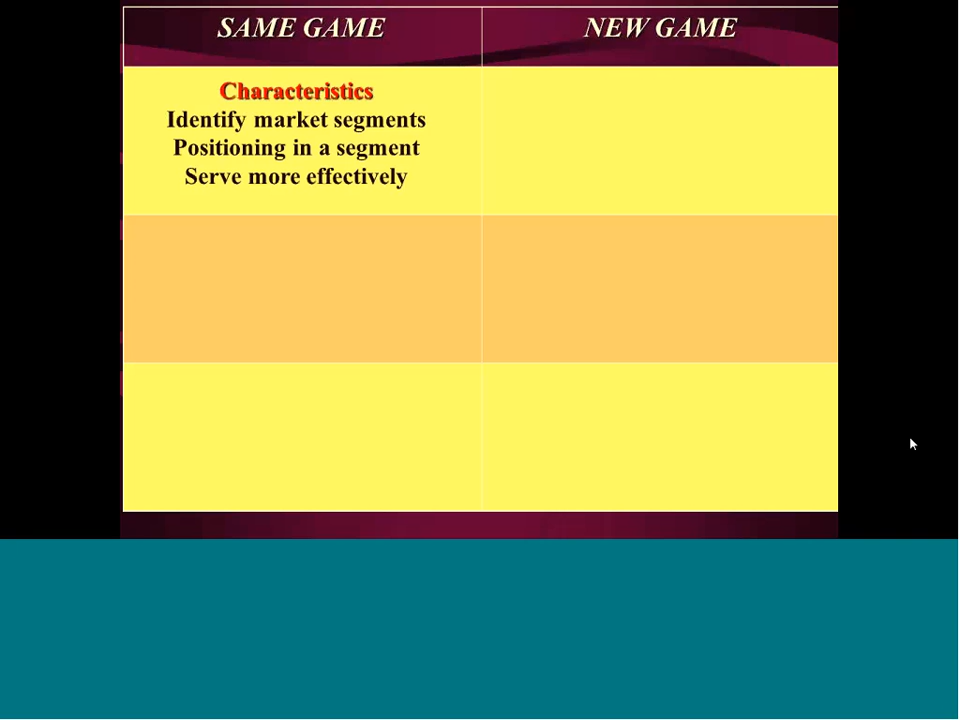 SAME GAME
NEW GAME
Characteristics
Identify market segments
Positioning in a segment
Serve more effectively